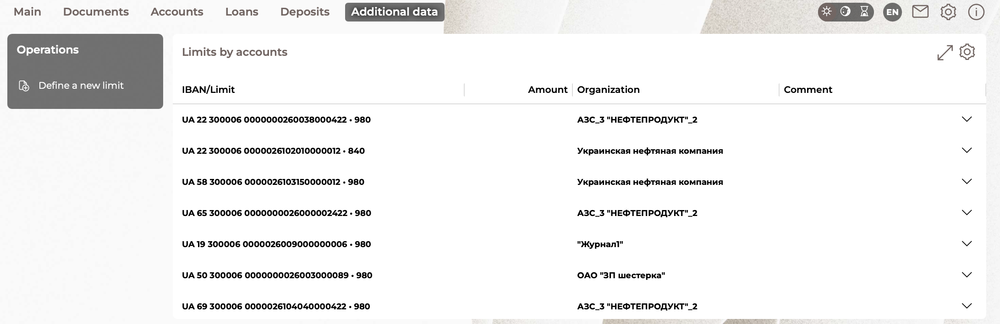 Main Documents Accounts Loans Deposits Additional data EN
Operations
Define a new limit
Limits by accounts
IBAN/Limit Amount Organization Comment
UA 22 300006 0000000260038000422 • 980 АЗС_3 "НЕФТЕПРОДУКТ"_2
UA 22 300006 0000026102010000012 • 840 Украинская нефтяная компания
UA 58 300006 0000026103150000012 • 980 Украинская нефтяная компания
UA 65 300006 0000000026000002422 • 980 АЗС_3 "НЕФТЕПРОДУКТ"_2
UA 19 300006 0000026009000000006 • 980 "Журнал1"
UA 50 300006 0000000026003000089 • 980 ОАО "ЗП шестерка"
UA 69 300006 0000026104040000422 • 980 АЗС_3 "НЕФТЕПРОДУКТ"_2